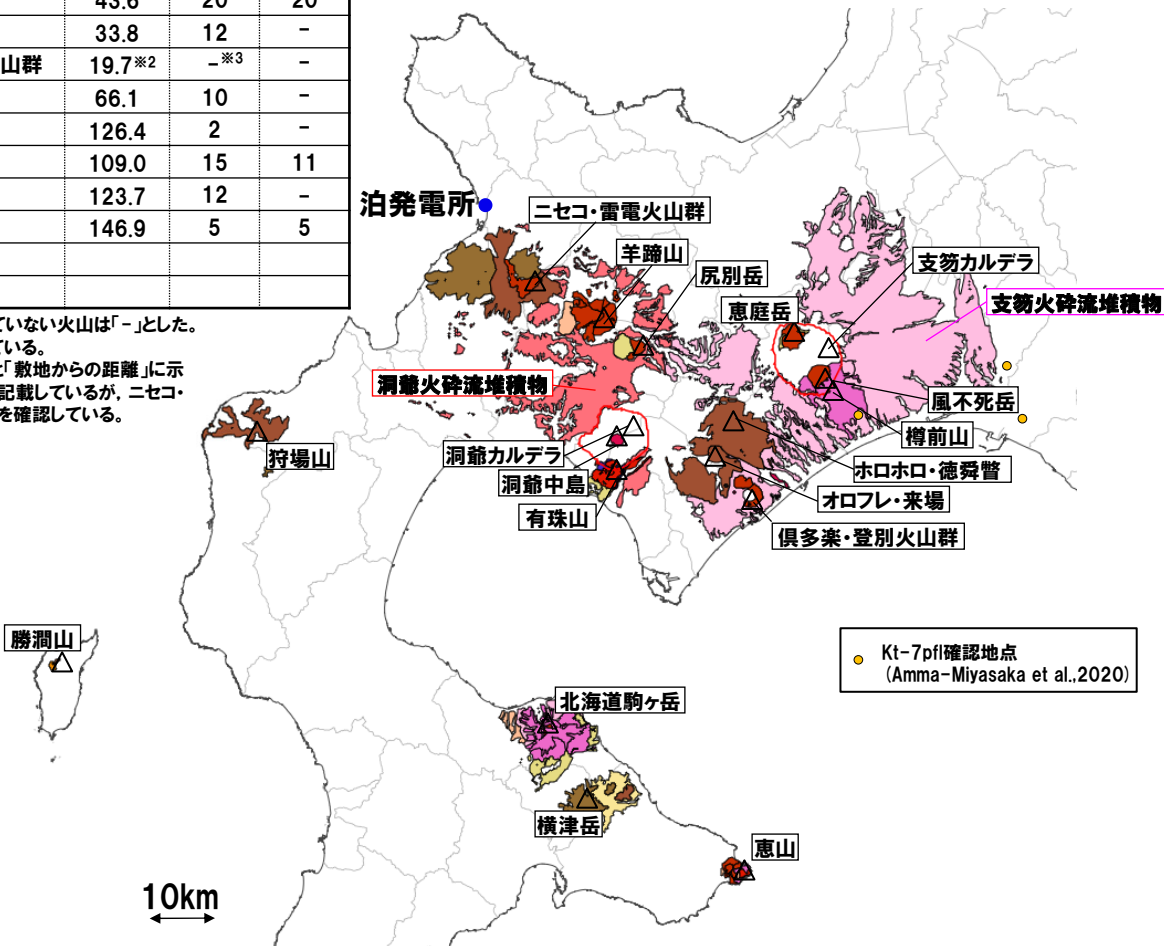 43.6 20 20
33.8 12 -
山群 19.7※2 -※3 -
66.1 10 -
126.4 2 -
109.0 15 11
123.7 12 -
146.9 5 5
ていない火山は「-」とした。
ている。
と「敷地からの距離」に示
記載しているが，ニセコ・
を確認している。
泊発電所
ニセコ・雷電火山群
羊蹄山
尻別岳
恵庭岳
支笏カルデラ
支笏火砕流堆積物
洞爺火砕流堆積物
風不死岳
樽前山
狩場山
洞爺カルデラ
洞爺中島
有珠山
ホロホロ・徳舜瞥
オロフレ・来場
倶多楽・登別火山群
勝澗山
Kt-7pfl確認地点
(Amma-Miyasaka et al.,2020)
北海道駒ヶ岳
横津岳
恵山
10km